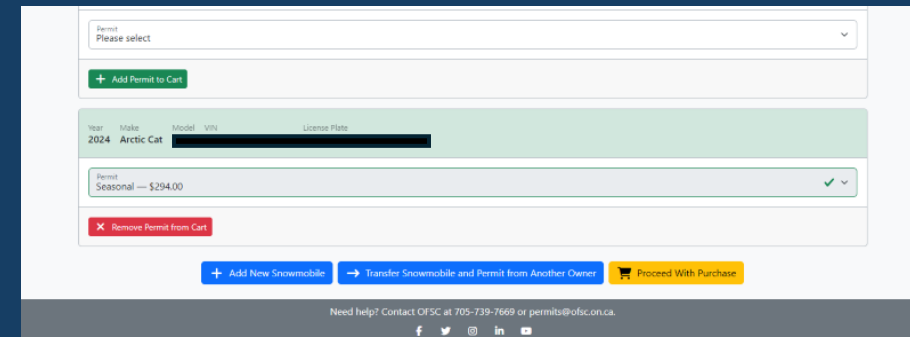 Permit
Please select
+ Add Permit to Cart
Year Make Model VIN License Plate
2024 Arctic Cat
Permit
Seasonal — $294.00
X Remove Permit from Cart
+ Add New Snowmobile → Transfer Snowmobile and Permit from Another Owner Proceed With Purchase
Need help? Contact OFSC at 705-739-7669 or permits@ofsc.on.ca.